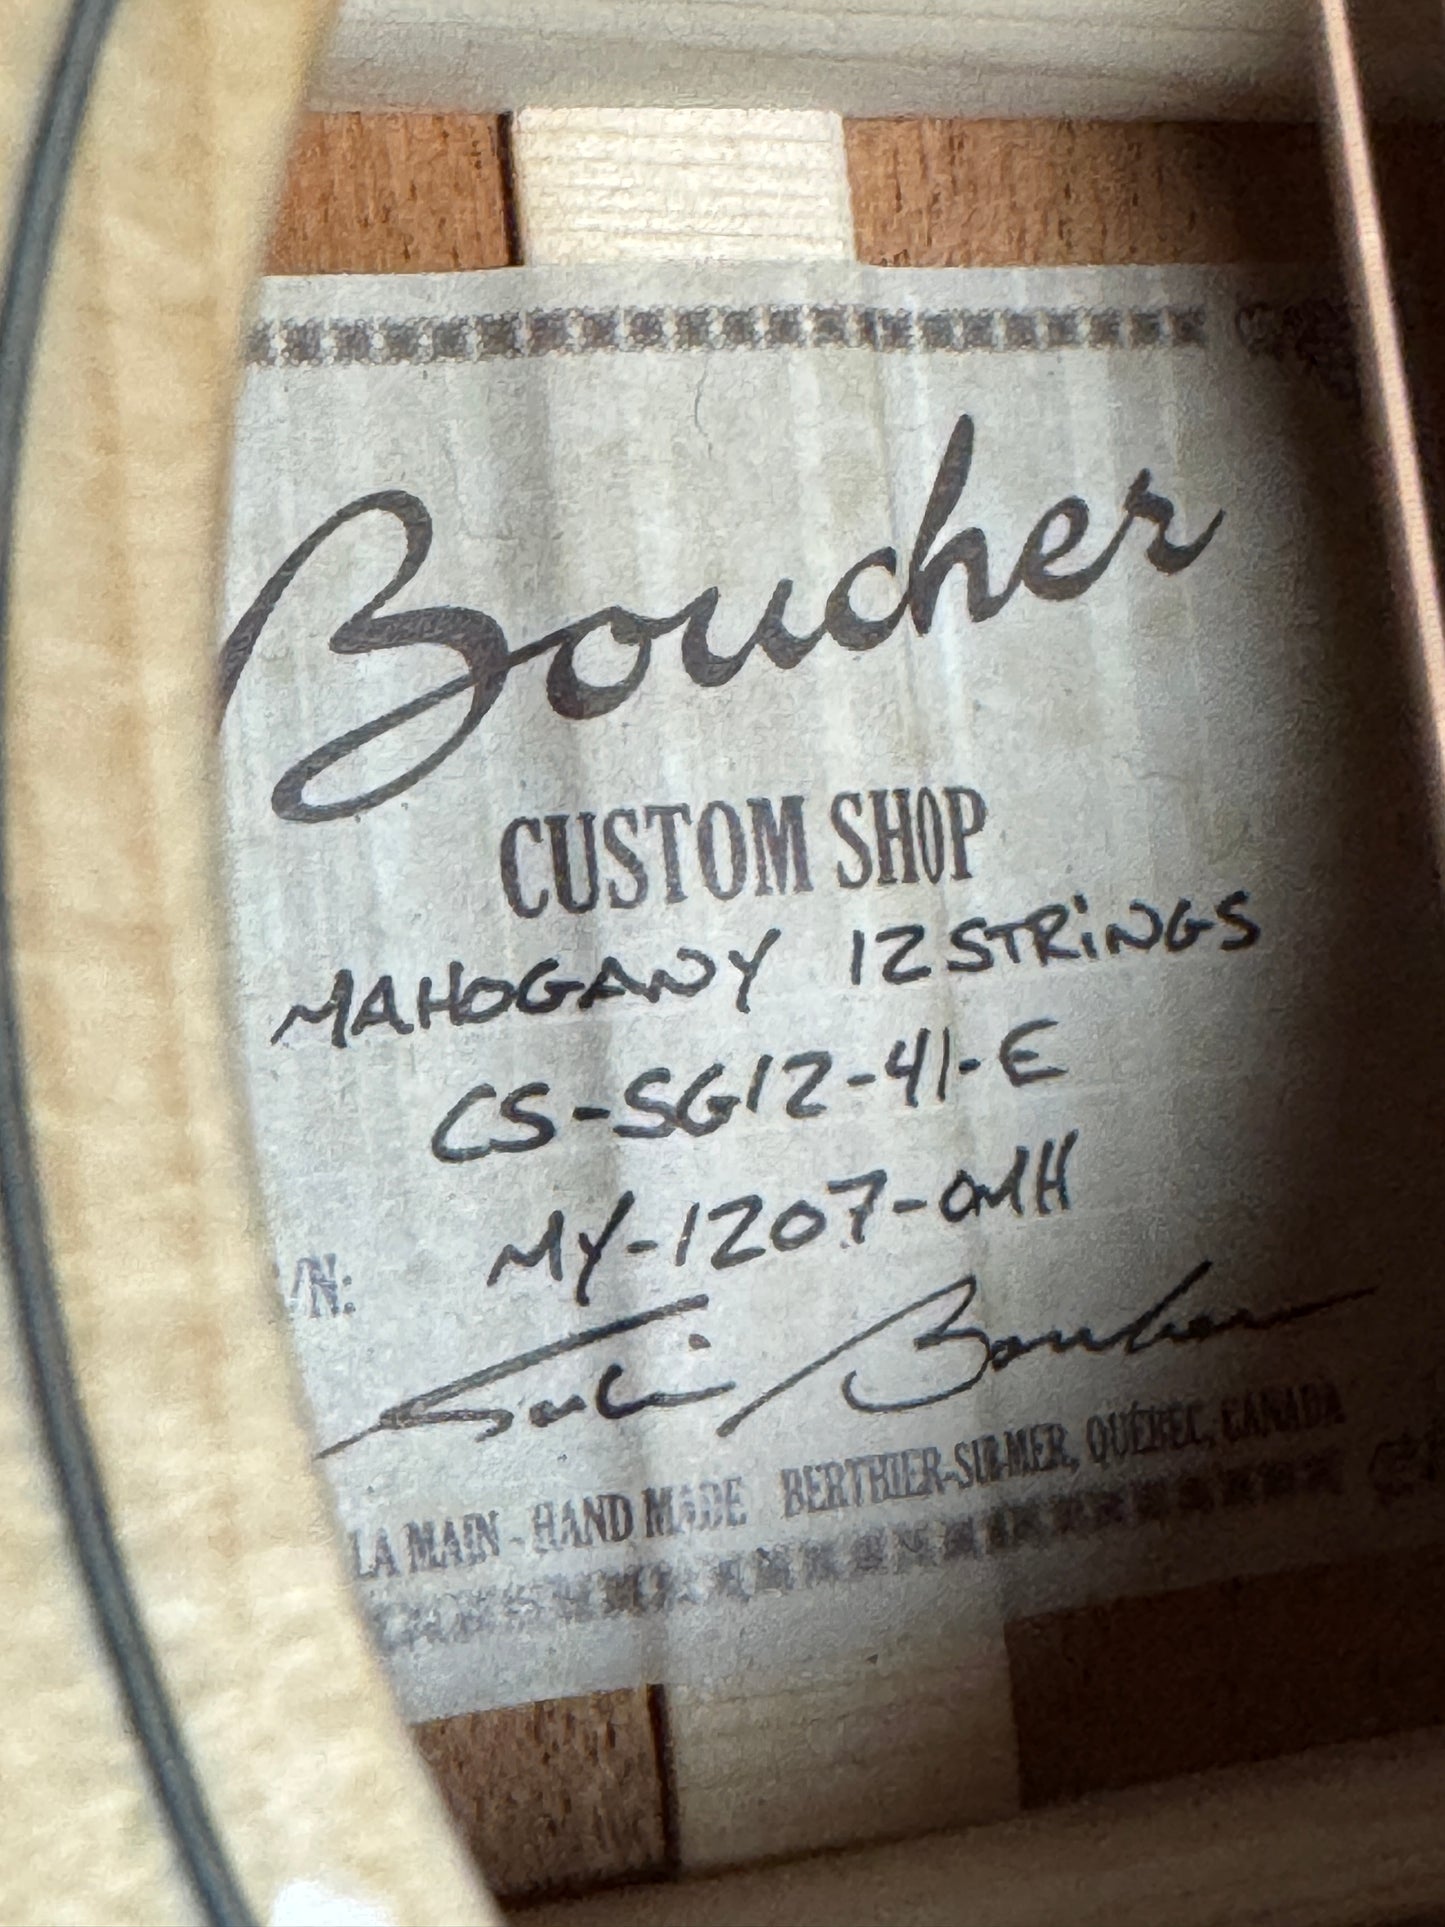 Boucher
CUSTOM SHOP
MAHOGANY 12 STRiNGS
CS-SG12-41-E
/N: MY-1207-OMH
Boucher
LA MAIN - HAND MADE BERTHIER-SUR-MER, QUÉBEC, CANADA